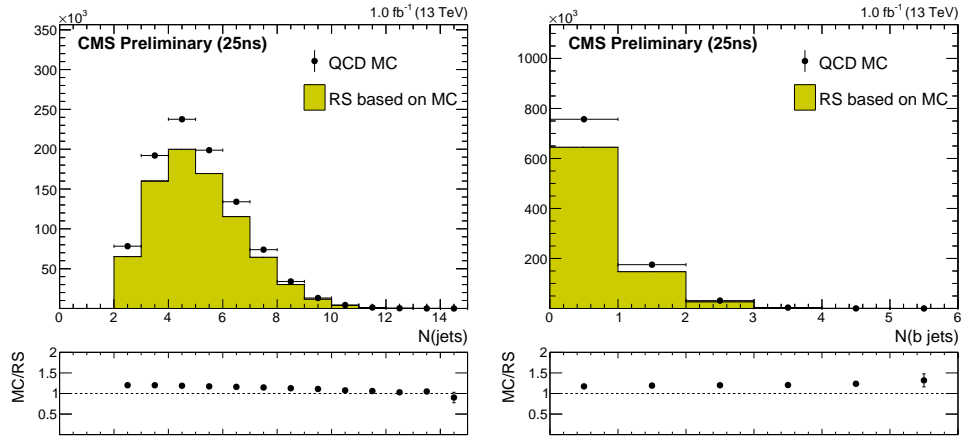 ×10³
1.0 fb⁻¹ (13 TeV)
CMS Preliminary (25ns)
QCD MC
RS based on MC
350
300
250
200
150
100
50
0 2 4 6 8 10 12 14
N(jets)
MC/RS
2
1.5
1
0.5
×10³
1.0 fb⁻¹ (13 TeV)
CMS Preliminary (25ns)
QCD MC
RS based on MC
1000
800
600
400
200
0 1 2 3 4 5 6
N(b jets)
MC/RS
2
1.5
1
0.5